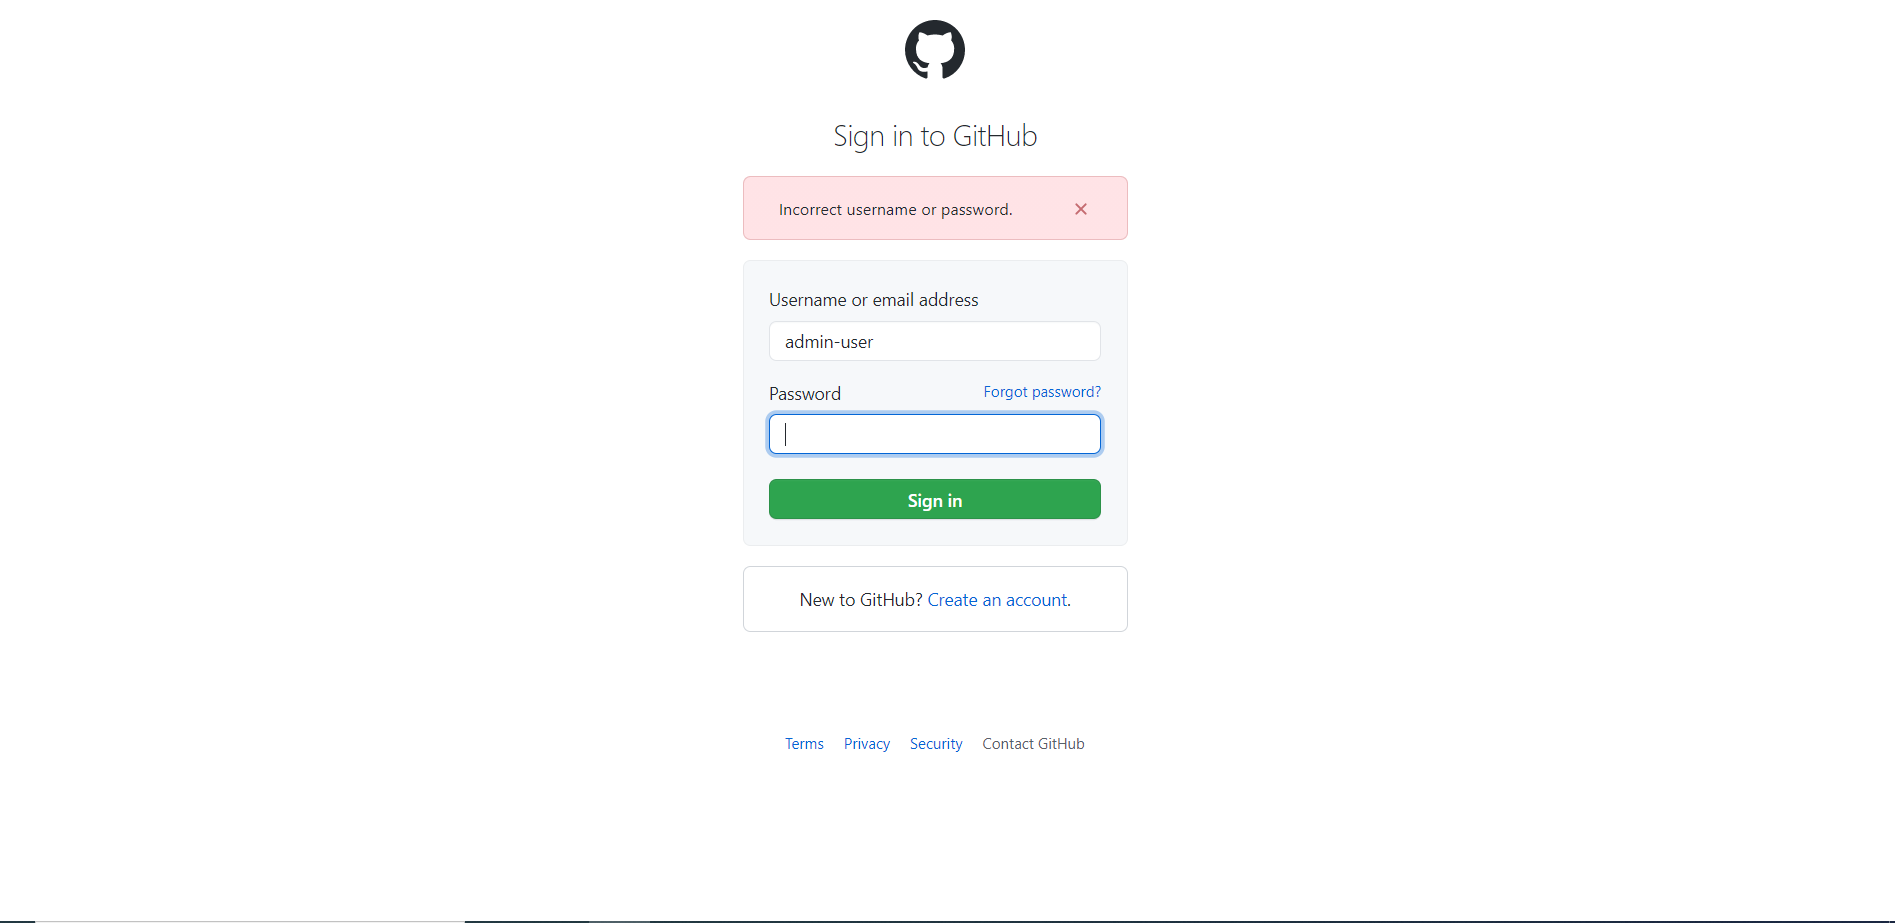 Sign in to GitHub
Incorrect username or password.
Username or email address
admin-user
Password Forgot password?
Sign in
New to GitHub? Create an account.
Terms Privacy Security Contact GitHub